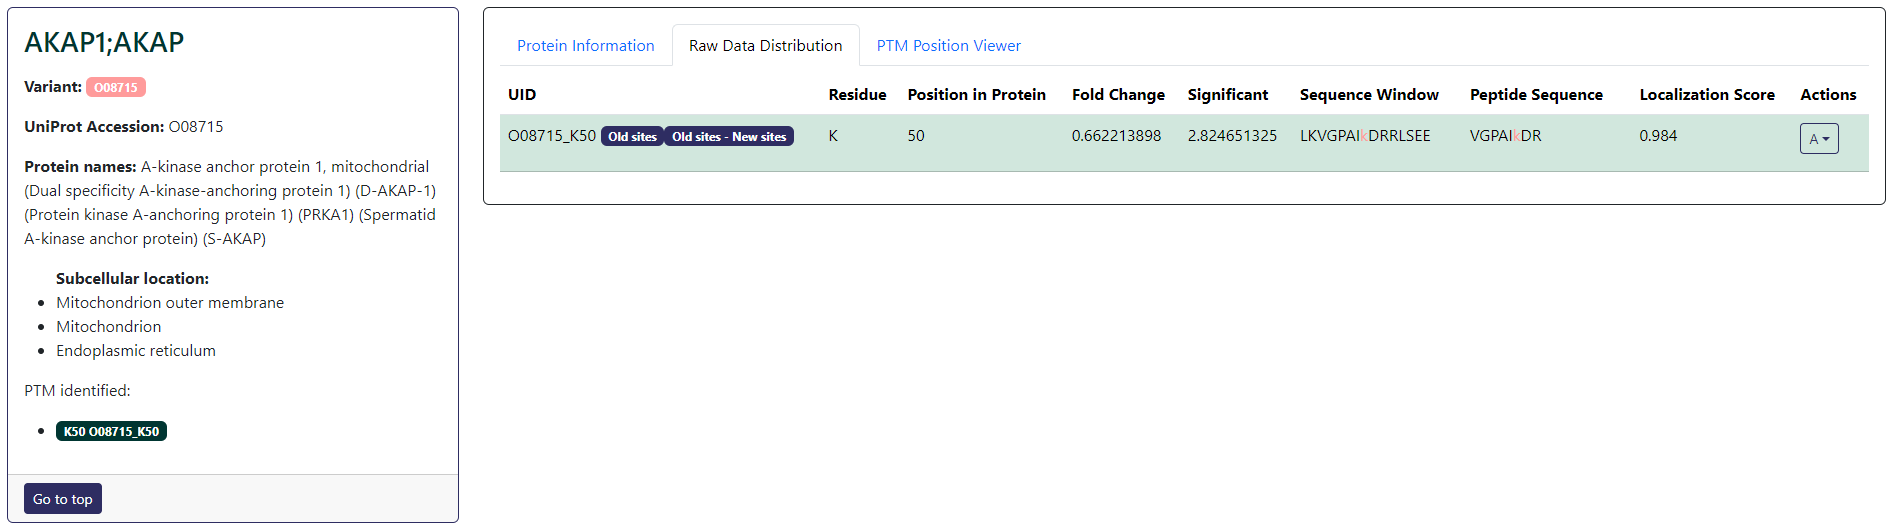 AKAP1;AKAP
Variant: O08715
UniProt Accession: O08715
Protein names: A-kinase anchor protein 1, mitochondrial
(Dual specificity A-kinase-anchoring protein 1) (D-AKAP-1)
(Protein kinase A-anchoring protein 1) (PRKA1) (Spermatid
A-kinase anchor protein) (S-AKAP)
Subcellular location:
Mitochondrion outer membrane
Mitochondrion
Endoplasmic reticulum
PTM identified:
K50 O08715_K50
Go to top
Protein Information Raw Data Distribution PTM Position Viewer
UID Residue Position in Protein Fold Change Significant Sequence Window Peptide Sequence Localization Score Actions
O08715_K50 Old sites Old sites - New sites K 50 0.662213898 2.824651325 LKVGPAIkDRRLSEE VGPAIkDR 0.984 A